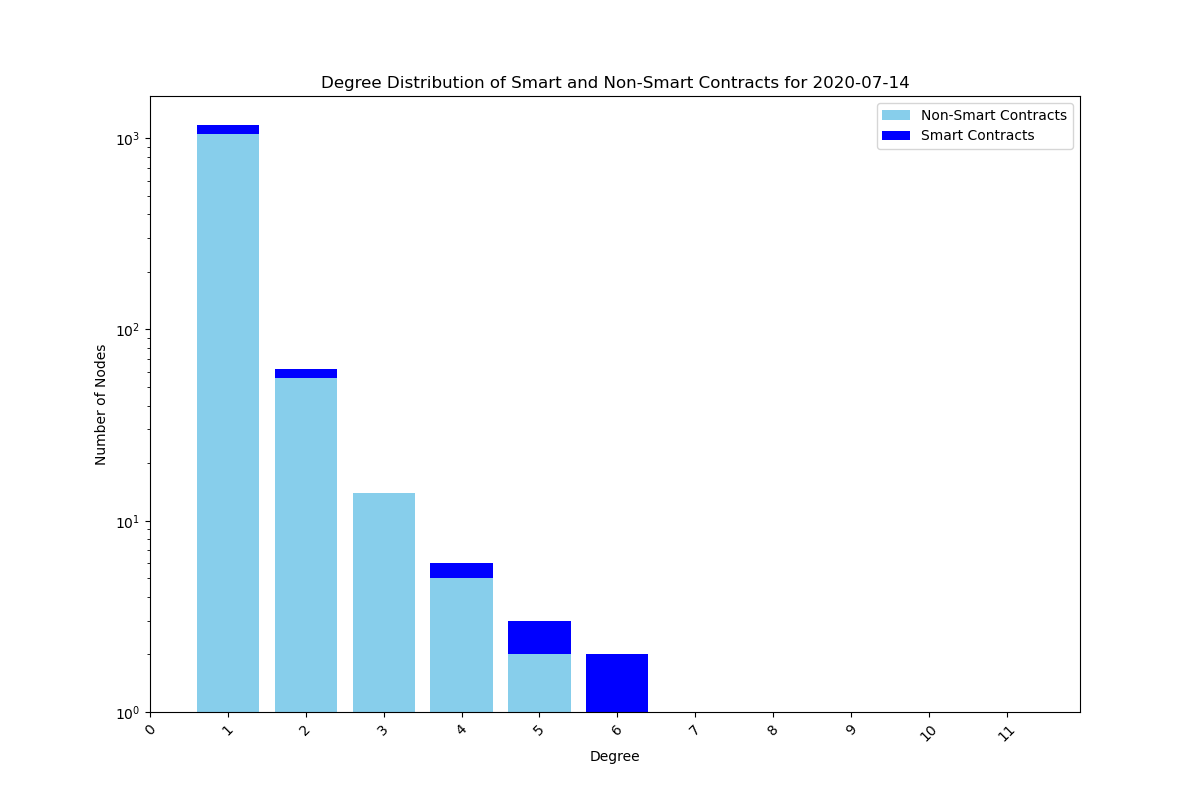 Degree Distribution of Smart and Non-Smart Contracts for 2020-07-14
Non-Smart Contracts
Smart Contracts
Number of Nodes
10³
10²
10¹
10⁰
0 1 2 3 4 5 6 7 8 9 10 11
Degree